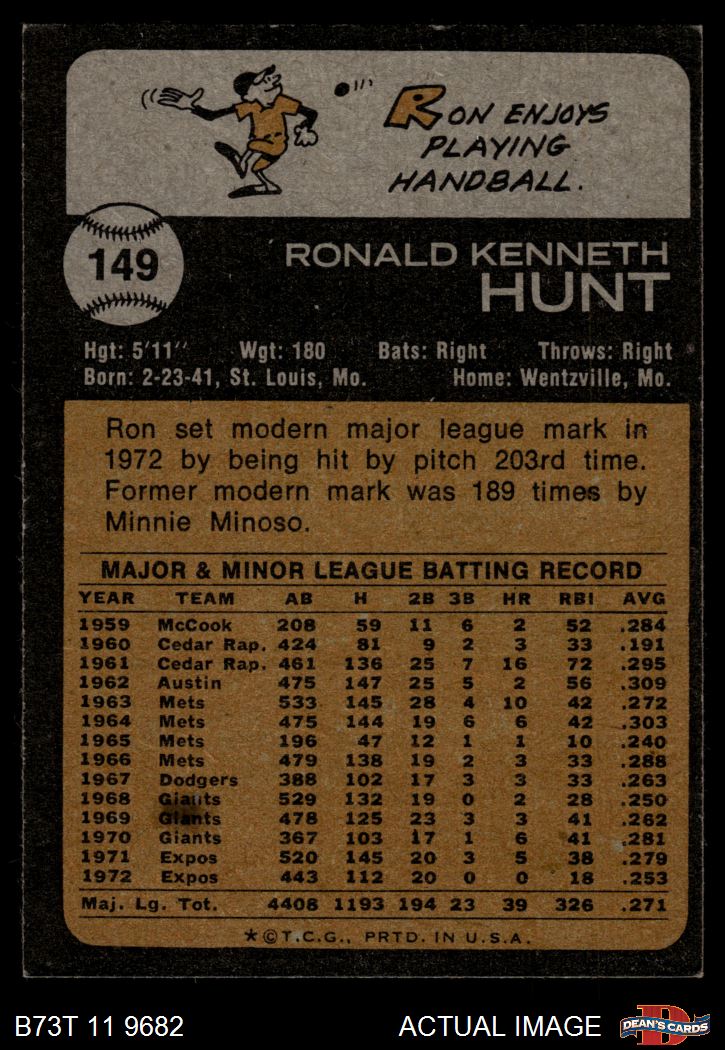 RON ENJOYS
PLAYING
HANDBALL.
149
RONALD KENNETH
HUNT
Hgt: 5'11" Wgt: 180 Bats: Right Throws: Right
Born: 2-23-41, St. Louis, Mo. Home: Wentzville, Mo.
Ron set modern major league mark in
1972 by being hit by pitch 203rd time.
Former modern mark was 189 times by
Minnie Minoso.
MAJOR & MINOR LEAGUE BATTING RECORD
YEAR TEAM AB H 2B 3B HR RBI AVG
1959 McCook 208 59 11 6 2 52 .284
1960 Cedar Rap. 424 81 9 2 3 33 .191
1961 Cedar Rap. 461 136 25 7 16 72 .295
1962 Austin 475 147 25 5 2 56 .309
1963 Mets 533 145 28 4 10 42 .272
1964 Mets 475 144 19 6 6 42 .303
1965 Mets 196 47 12 1 1 10 .240
1966 Mets 479 138 19 2 3 33 .288
1967 Dodgers 388 102 17 3 3 33 .263
1968 Giants 529 132 19 0 2 28 .250
1969 Giants 478 125 23 3 3 41 .262
1970 Giants 367 103 17 1 6 41 .281
1971 Expos 520 145 20 3 5 38 .279
1972 Expos 443 112 20 0 0 18 .253
Maj. Lg. Tot. 4408 1193 194 23 39 326 .271
*©T.C.G., PRTD. IN U.S.A.
B73T 11 9682 ACTUAL IMAGE
D
DEAN'S CARDS